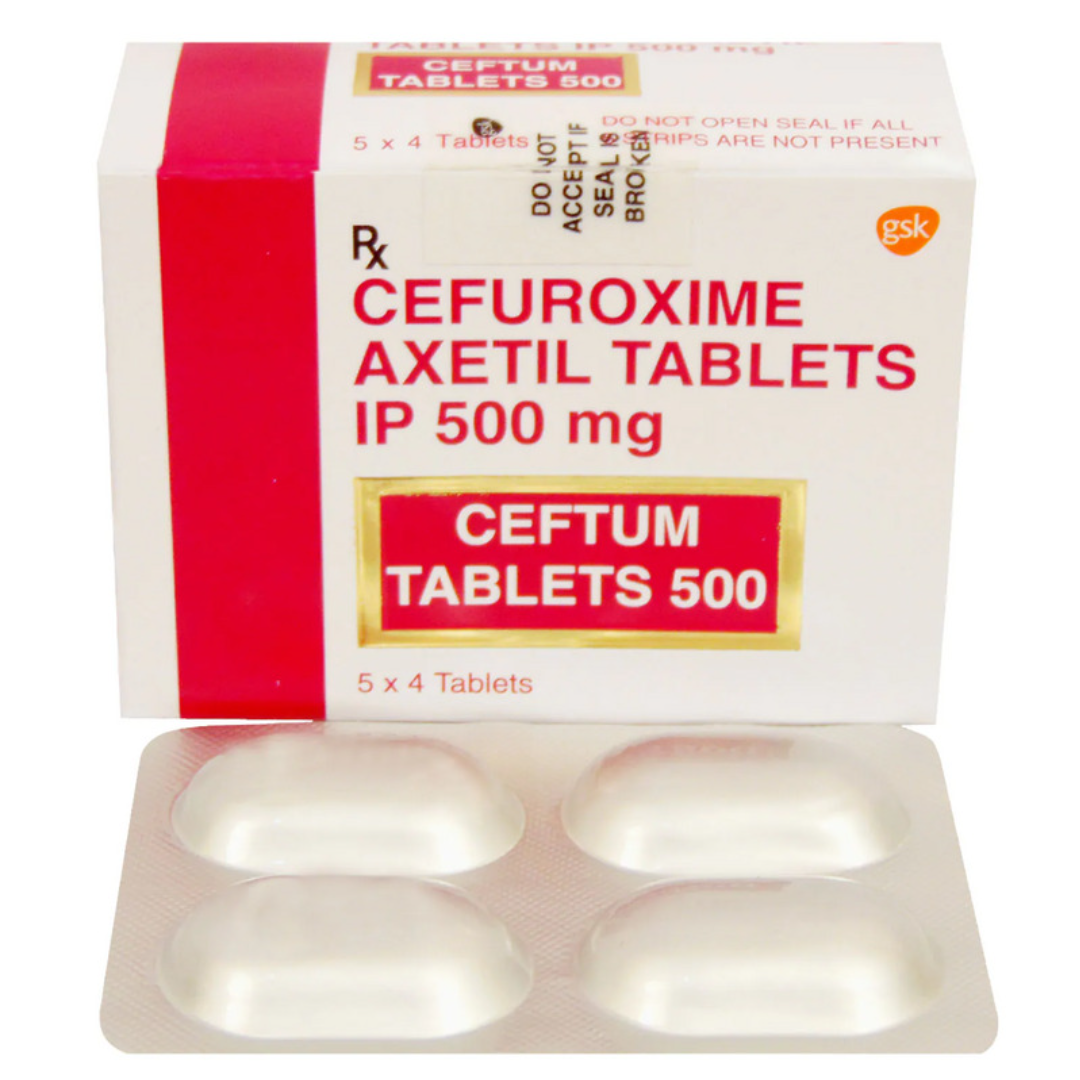 TABLETS IP 500 mg
CEFTUM
TABLETS 500
5 x 4 Tablets
gsk
DO NOT
ACCEPT IF
SEAL IS
BROKEN
DO NOT OPEN SEAL IF ALL
STRIPS ARE NOT PRESENT
gsk
Rx
CEFUROXIME
AXETIL TABLETS
IP 500 mg
CEFTUM
TABLETS 500
5 x 4 Tablets